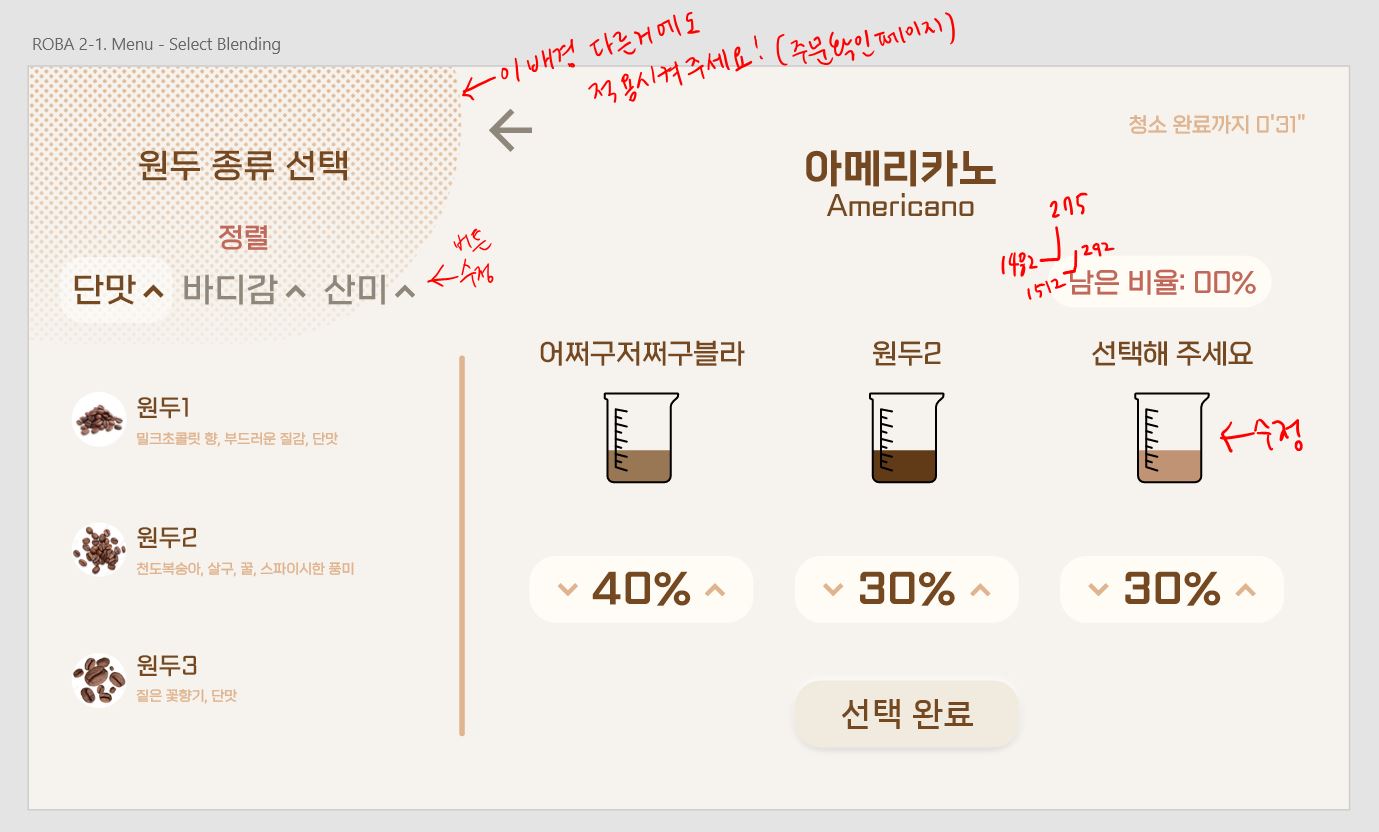 ROBA 2-1. Menu - Select Blending
←이 배경 다른거에도
적용시켜주세요! (주문확인페이지)
청소 완료까지 0'31"
원두 종류 선택
아메리카노
Americano
정렬
275
버튼
←수정
단맛 바디감 산미
1492
292
1512
남은 비율: 00%
어쩌구저쩌구블라 원두2 선택해 주세요
원두1
밀크초콜릿 향, 부드러운 질감, 단맛
←수정
원두2
천도복숭아, 살구, 꿀, 스파이시한 풍미
40% 30% 30%
원두3
짙은 꽃향기, 단맛
선택 완료